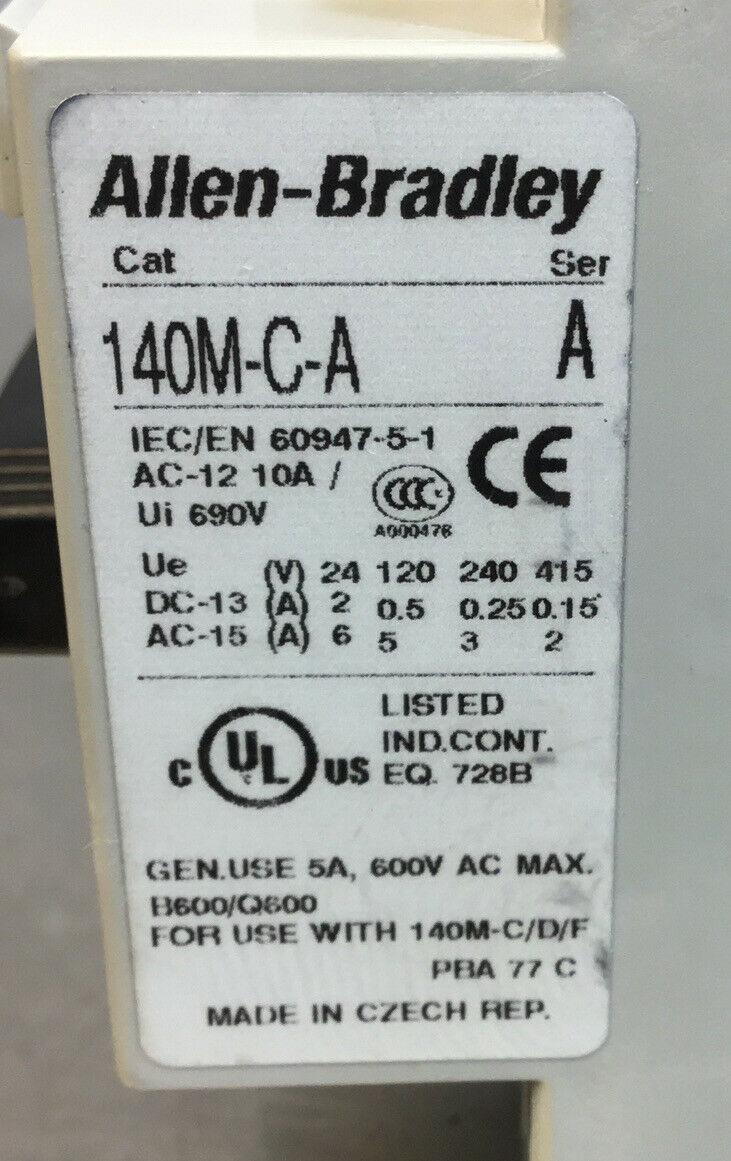 Allen-Bradley
Cat Ser
140M-C-A A
IEC/EN 60947-5-1 CE
AC-12 10A / CCC
Ui 690V A000476
Ue (V) 24 120 240 415
DC-13 (A) 2 0.5 0.25 0.15
AC-15 (A) 6 5 3 2
LISTED
C UL US IND.CONT.
EQ. 728B
GEN.USE 5A, 600V AC MAX.
B600/Q600
FOR USE WITH 140M-C/D/F
PBA 77 C
MADE IN CZECH REP.